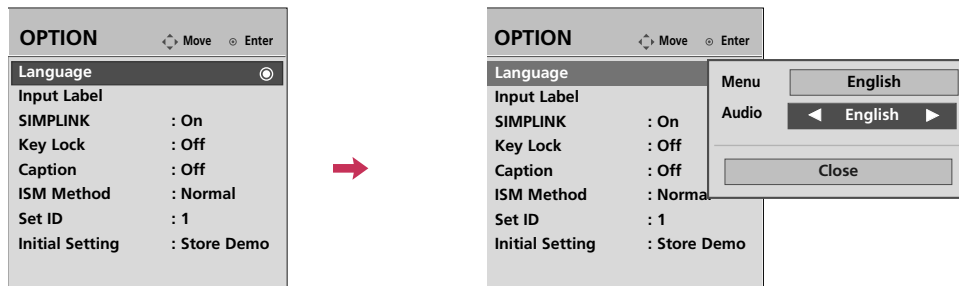 OPTION Move Enter
Language
Input Label
SIMPLINK : On
Key Lock : Off
Caption : Off
ISM Method : Normal
Set ID : 1
Initial Setting : Store Demo
OPTION Move Enter
Language
Input Label
SIMPLINK : On
Key Lock : Off
Caption : Off
ISM Method : Norma
Set ID : 1
Initial Setting : Store Demo
Menu English
Audio ◀ English ▶
Close